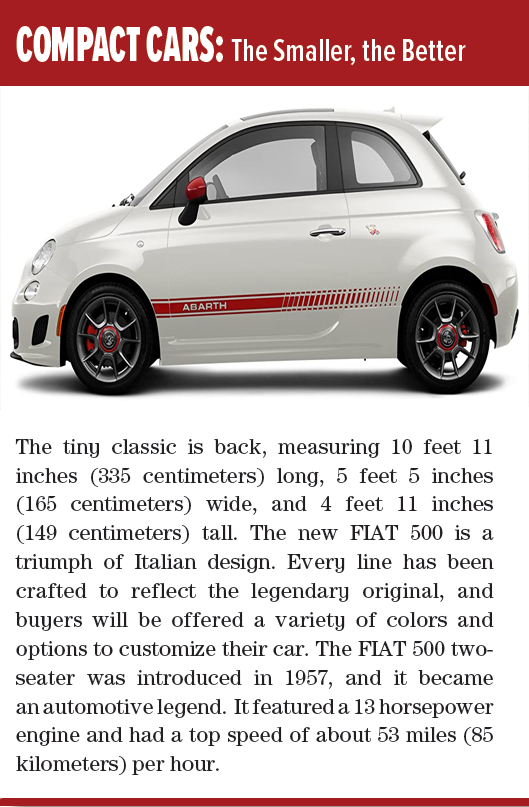 COMPACT CARS: The Smaller, the Better
ABARTH
The tiny classic is back, measuring 10 feet 11
inches (335 centimeters) long, 5 feet 5 inches
(165 centimeters) wide, and 4 feet 11 inches
(149 centimeters) tall. The new FIAT 500 is a
triumph of Italian design. Every line has been
crafted to reflect the legendary original, and
buyers will be offered a variety of colors and
options to customize their car. The FIAT 500 two-
seater was introduced in 1957, and it became
an automotive legend. It featured a 13 horsepower
engine and had a top speed of about 53 miles (85
kilometers) per hour.